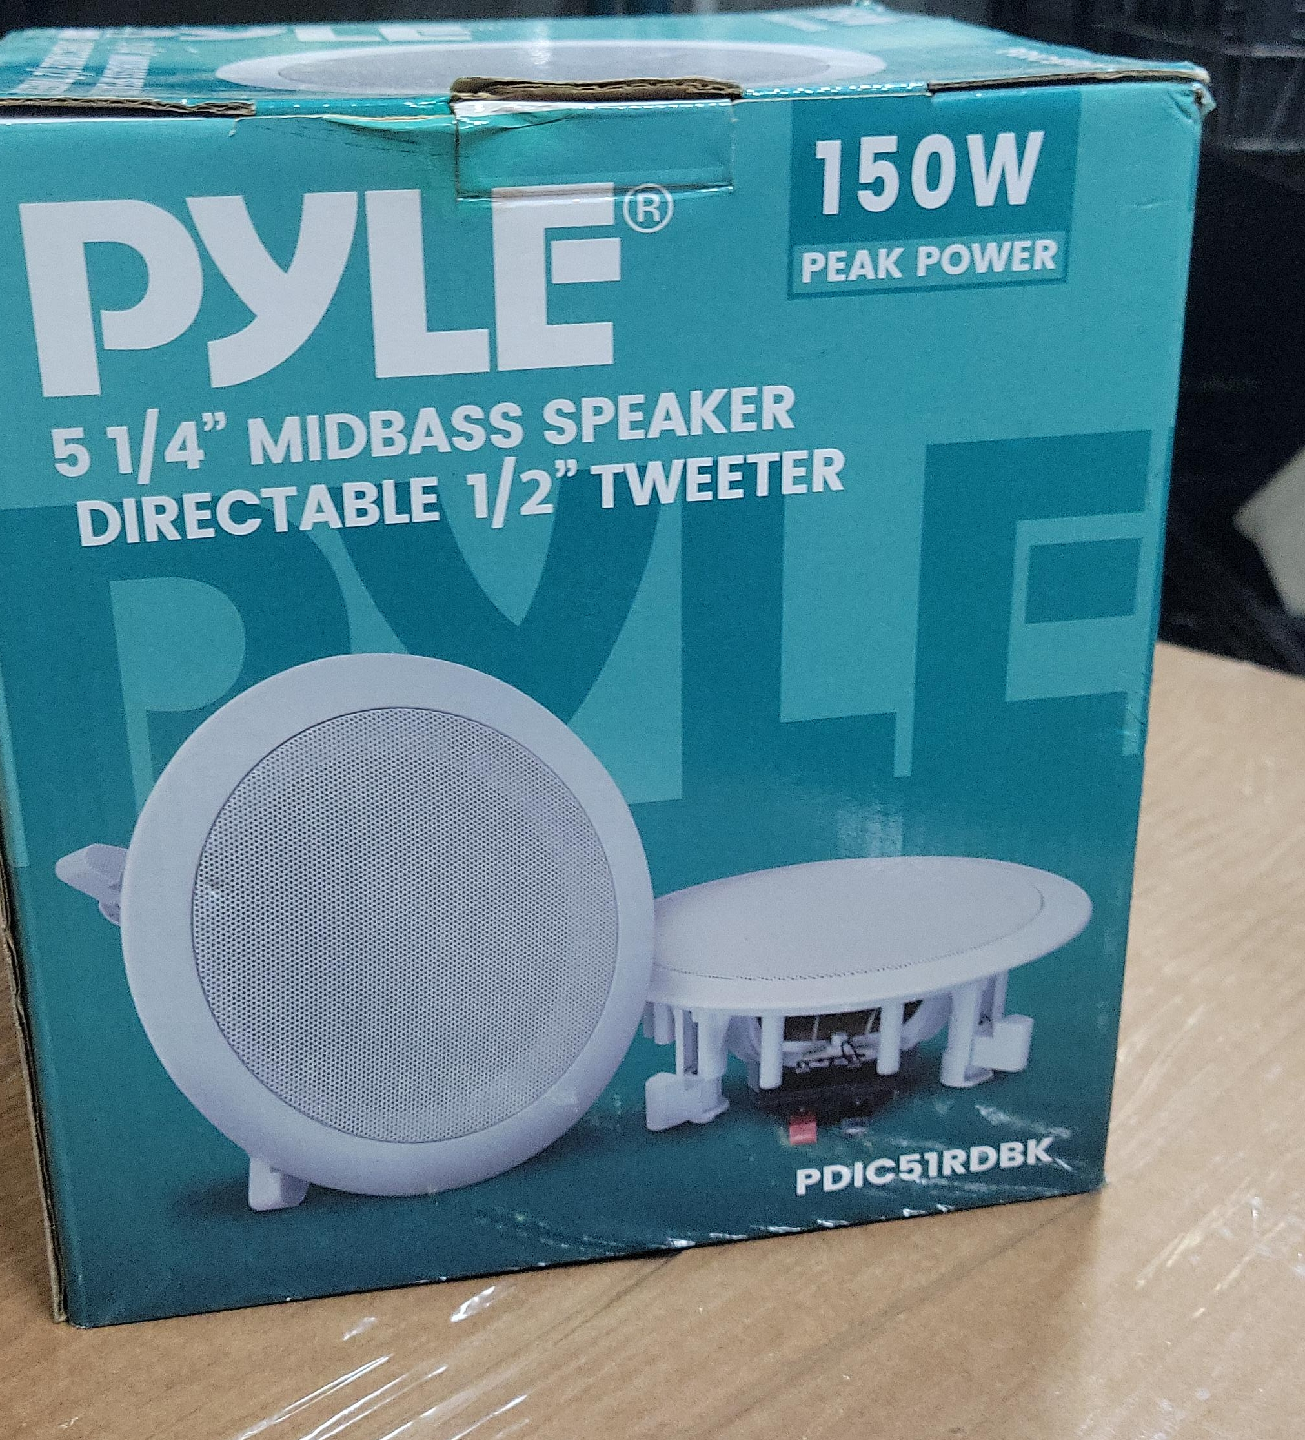 PYLE®
150W
PEAK POWER
5 1/4” MIDBASS SPEAKER
DIRECTABLE 1/2” TWEETER
PYLE
PDIC51RDBK